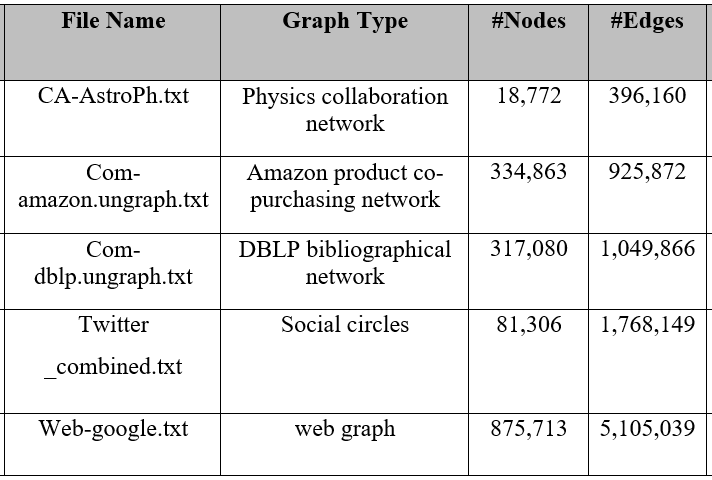 File Name Graph Type #Nodes #Edges
CA-AstroPh.txt Physics collaboration 18,772 396,160
network
Com- Amazon product co- 334,863 925,872
amazon.ungraph.txt purchasing network
Com- DBLP bibliographical 317,080 1,049,866
dblp.ungraph.txt network
Twitter Social circles 81,306 1,768,149
_combined.txt
Web-google.txt web graph 875,713 5,105,039